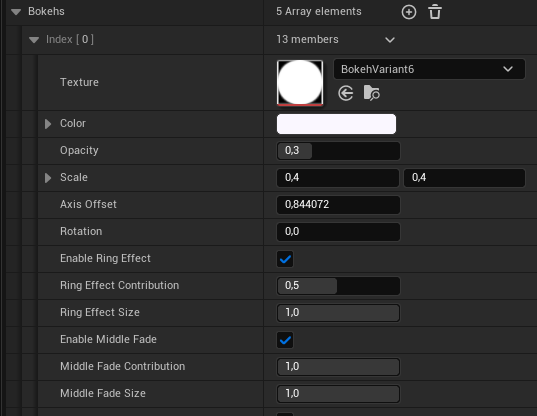 Bokehs 5 Array elements
Index [ 0 ] 13 members
Texture BokehVariant6
Color
Opacity 0,3
Scale 0,4 0,4
Axis Offset 0,844072
Rotation 0,0
Enable Ring Effect
Ring Effect Contribution 0,5
Ring Effect Size 1,0
Enable Middle Fade
Middle Fade Contribution 1,0
Middle Fade Size 1,0